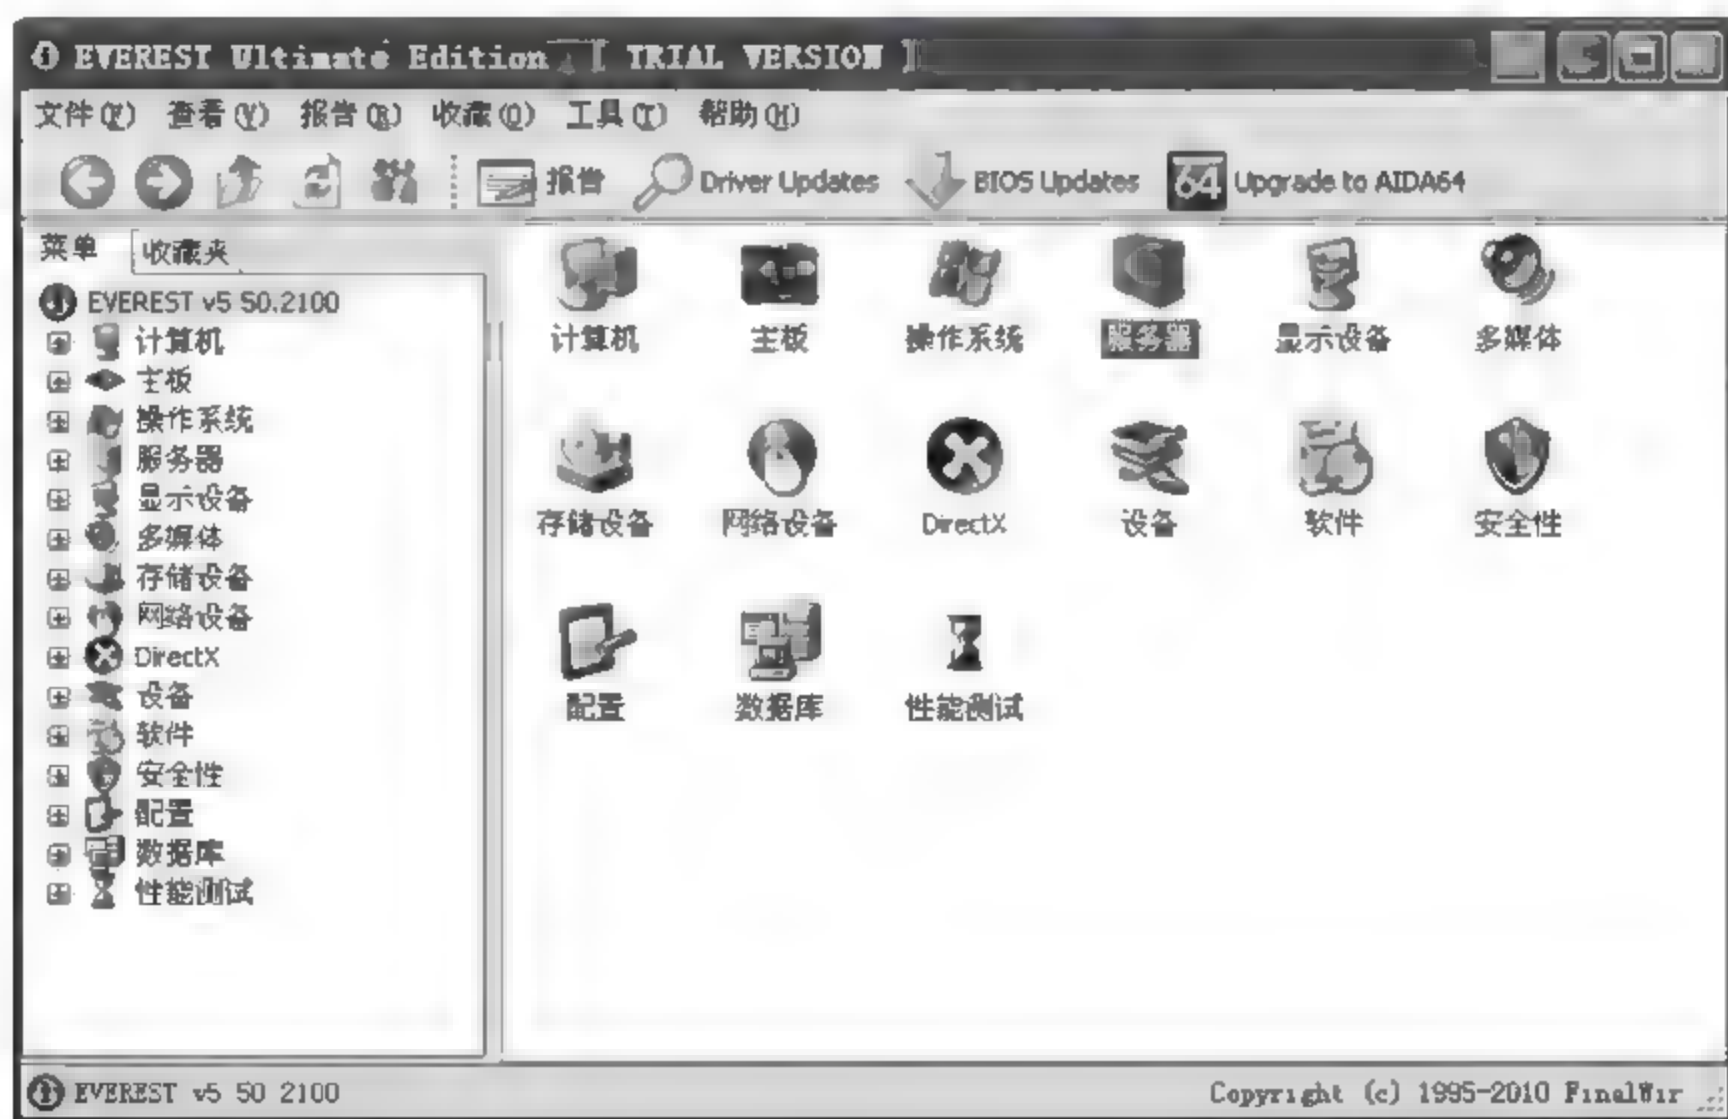 EVEREST Ultimate Edition [ TRIAL VERSION ]
文件(F) 查看(V) 报告(R) 收藏(O) 工具(T) 帮助(H)
报告 Driver Updates BIOS Updates 64 Upgrade to AIDA64
菜单 收藏夹
EVEREST v5 50.2100
计算机
主板
操作系统
服务器
显示设备
多媒体
存储设备
网络设备
DirectX
设备
软件
安全性
配置
数据库
性能测试
计算机 主板 操作系统 服务器 显示设备 多媒体
存储设备 网络设备 DirectX 设备 软件 安全性
配置 数据库 性能测试
EVEREST v5 50 2100 Copyright (c) 1995-2010 FinalWir